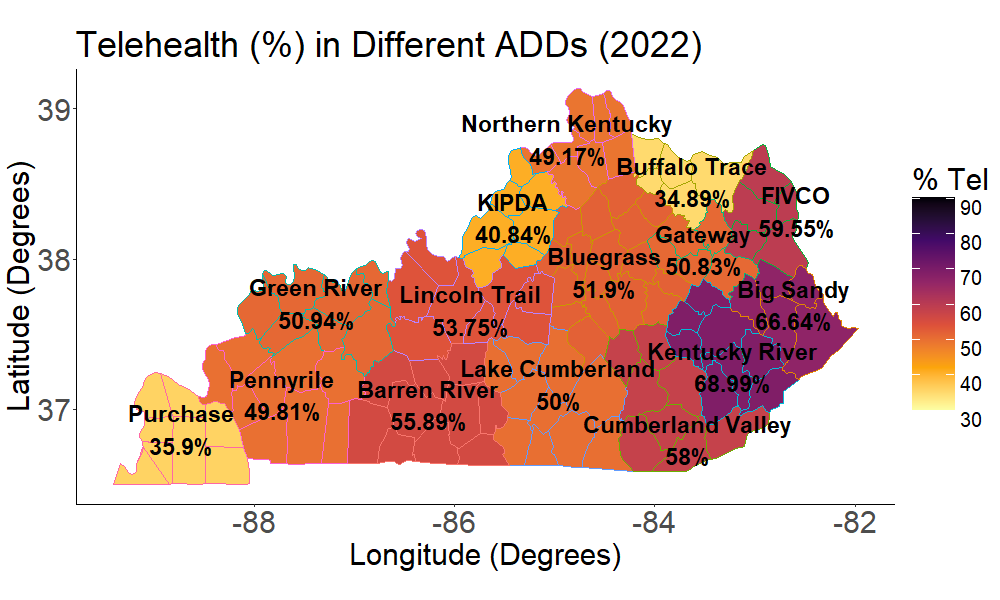 Telehealth (%) in Different ADDs (2022)
Latitude (Degrees)
39
38
37
Northern Kentucky
49.17%
Buffalo Trace
34.89%
FIVCO
59.55%
KIPDA
40.84%
Gateway
50.83%
Bluegrass
51.9%
Big Sandy
66.64%
Green River
50.94%
Lincoln Trail
53.75%
Kentucky River
68.99%
Lake Cumberland
50%
Pennyrile
49.81%
Barren River
55.89%
Purchase
35.9%
Cumberland Valley
58%
-88
-86
-84
-82
Longitude (Degrees)
% Tel
90
80
70
60
50
40
30